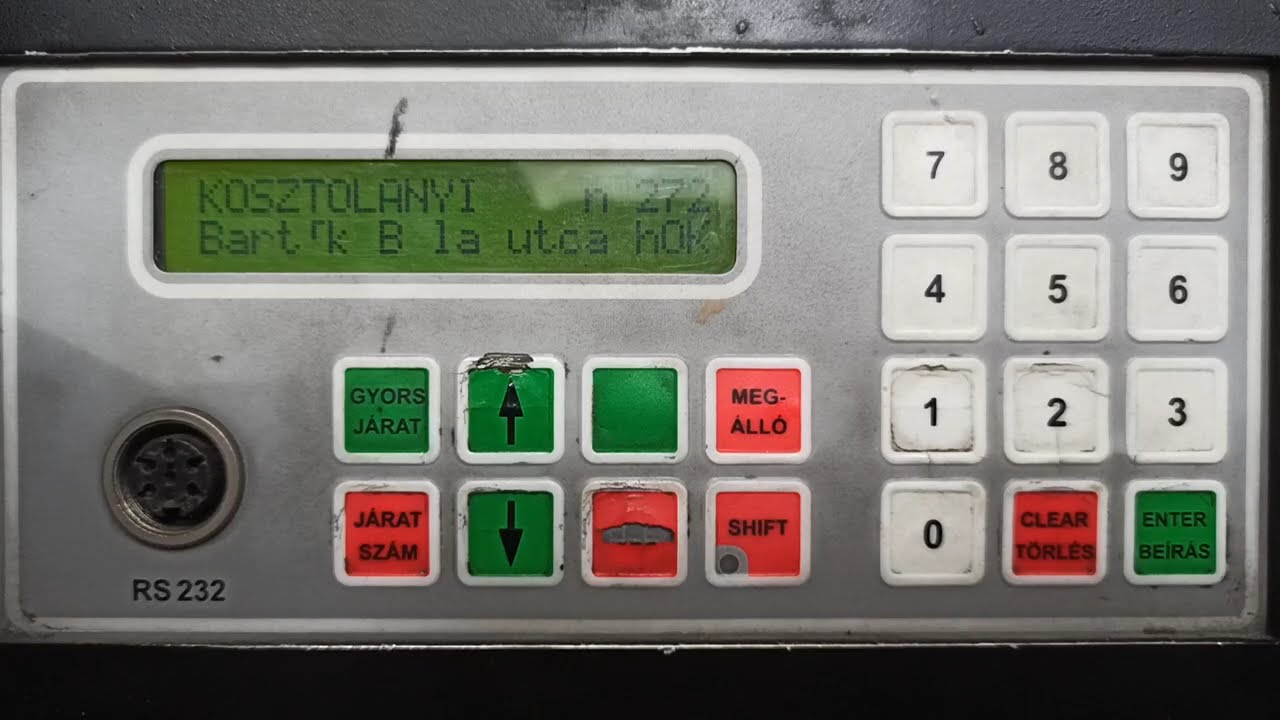 KOSZTOLANYI n 272
Bart┌k B la utca hOK
7 8 9
4 5 6
GYORS JÁRAT
MEG-ÁLLÓ
1 2 3
JÁRAT SZÁM
SHIFT
0
CLEAR TÖRLÉS
ENTER BEÍRÁS
RS 232